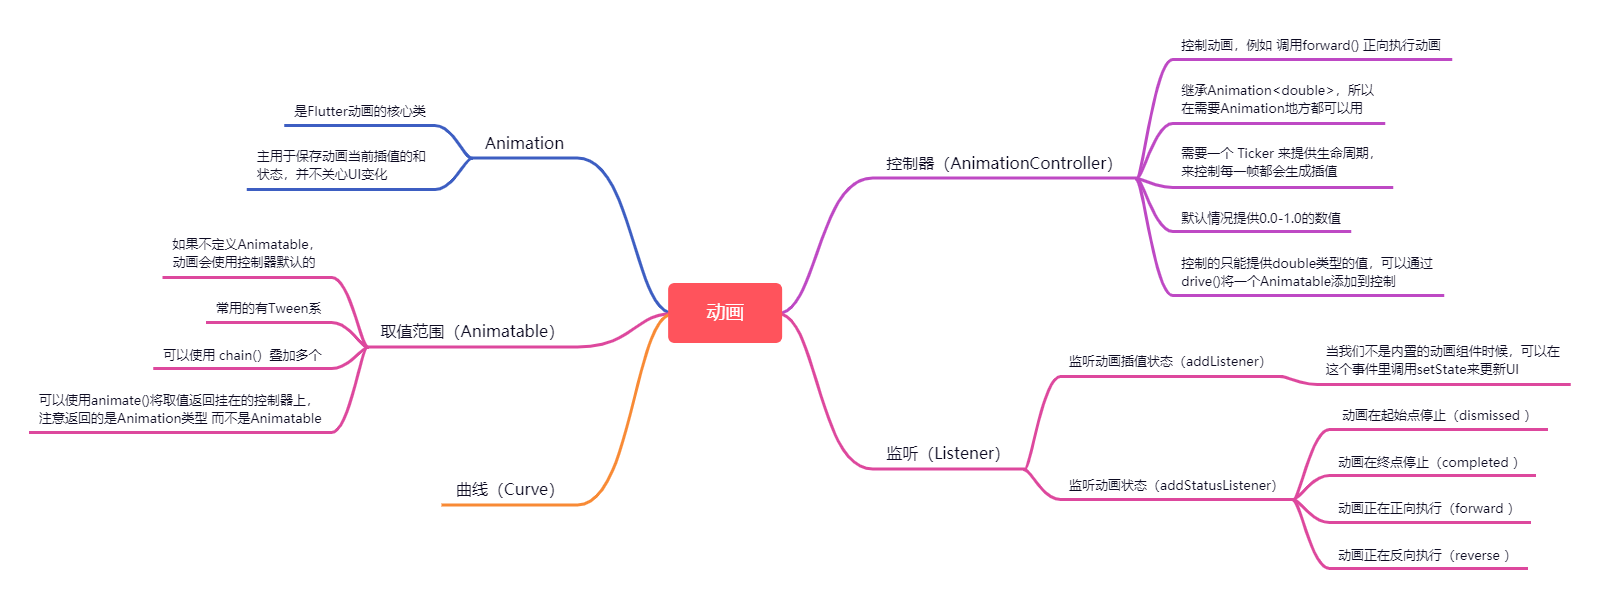 动画
Animation
是Flutter动画的核心类
主用于保存动画当前插值的和
状态，并不关心UI变化
取值范围（Animatable）
如果不定义Animatable，
动画会使用控制器默认的
常用的有Tween系
可以使用 chain()  叠加多个
可以使用animate()将取值返回挂在的控制器上，
注意返回的是Animation类型 而不是Animatable
曲线（Curve）
控制器（AnimationController）
控制动画，例如 调用forward() 正向执行动画
继承Animation<double>，所以
在需要Animation地方都可以用
需要一个 Ticker 来提供生命周期，
来控制每一帧都会生成插值
默认情况提供0.0-1.0的数值
控制的只能提供double类型的值，可以通过
drive()将一个Animatable添加到控制
监听（Listener）
监听动画插值状态（addListener）
当我们不是内置的动画组件时候，可以在
这个事件里调用setState来更新UI
监听动画状态（addStatusListener）
动画在起始点停止（dismissed ）
动画在终点停止（completed ）
动画正在正向执行（forward ）
动画正在反向执行（reverse ）